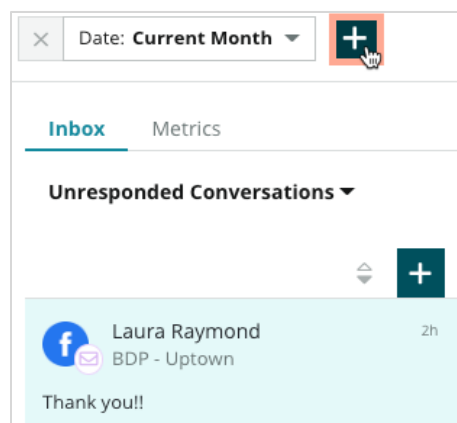 Date: Current Month
Inbox Metrics
Unresponded Conversations
Laura Raymond 2h
BDP - Uptown
Thank you!!